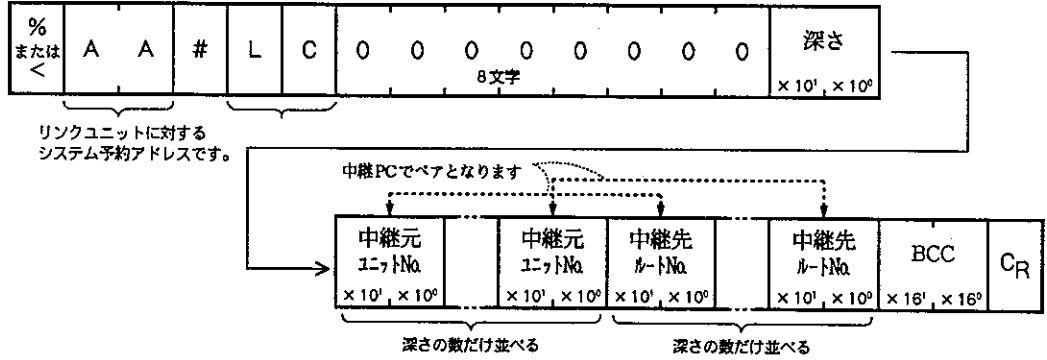 %
または
<
A A # L C 0 0 0 0 0 0 0 0
8文字
深さ
×10¹ ×10⁰
リンクユニットに対する
システム予約アドレスです。
中継PCでペアとなります
中継元
ユニットNo.
×10¹ ×10⁰
中継元
ユニットNo.
×10¹ ×10⁰
中継先
ルートNo.
×10¹ ×10⁰
中継先
ルートNo.
×10¹ ×10⁰
BCC
×16¹ ×16⁰
CR
深さの数だけ並べる
深さの数だけ並べる